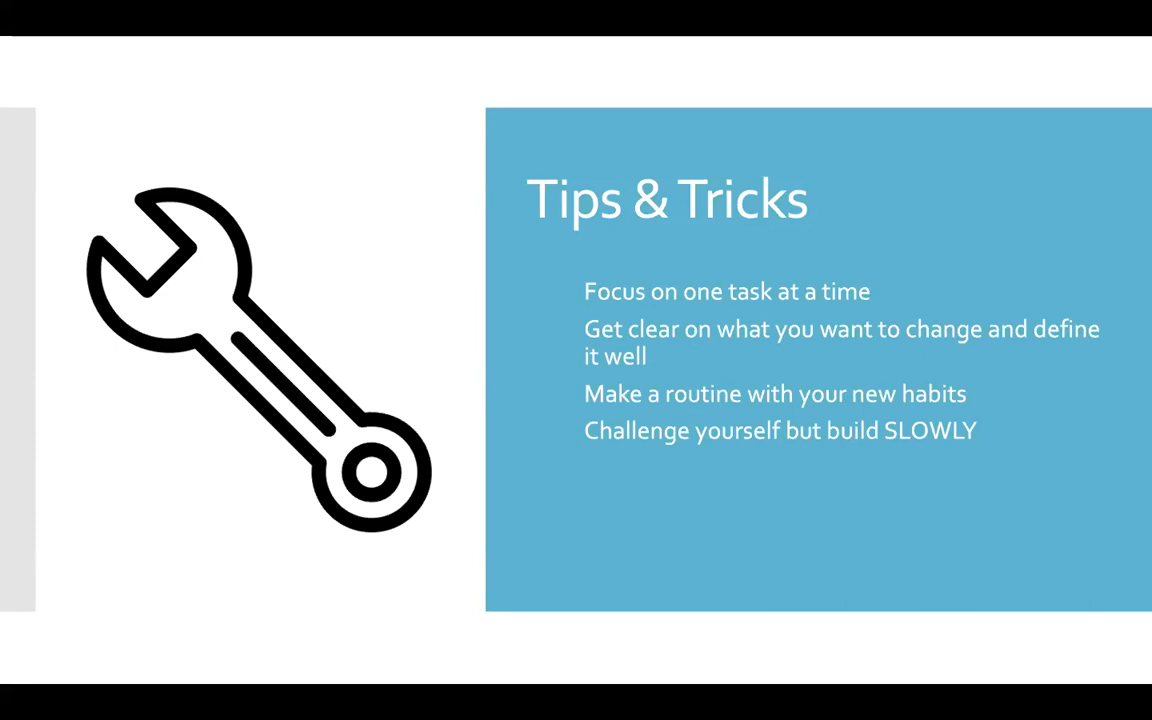 Tips & Tricks
Focus on one task at a time
Get clear on what you want to change and define
it well
Make a routine with your new habits
Challenge yourself but build SLOWLY